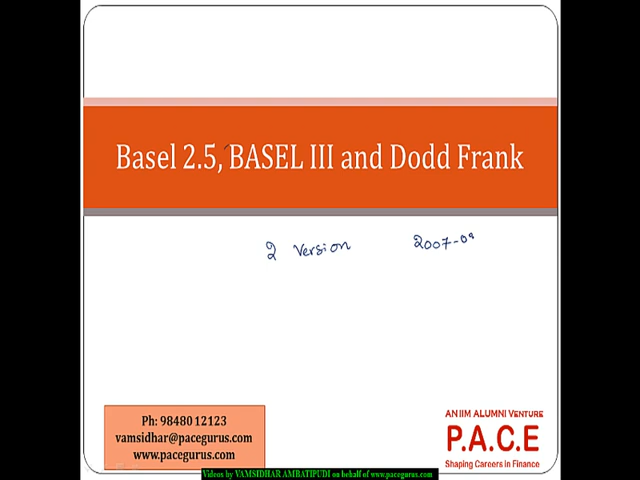 Basel 2.5, BASEL III and Dodd Frank
2 Version 2007-09
Ph: 98480 12123
vamsidhar@pacegurus.com
www.pacegurus.com
AN IIM ALUMNI VENTURE
P.A.C.E
Shaping Careers in Finance
Videos by VAMSIDHAR AMBATIPUDI on behalf of www.pacegurus.com